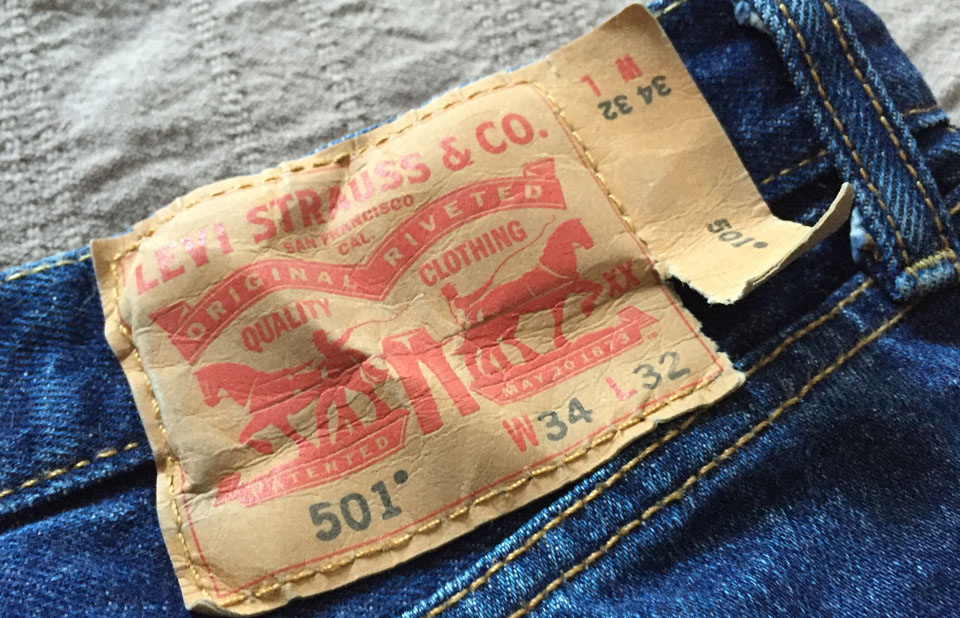 LEVI STRAUSS & CO.
SAN FRANCISCO
CAL.
ORIGINAL RIVETED
QUALITY CLOTHING
XX
PATENTED MAY 20 1873
501® W34 L32
W L
34 32
501®